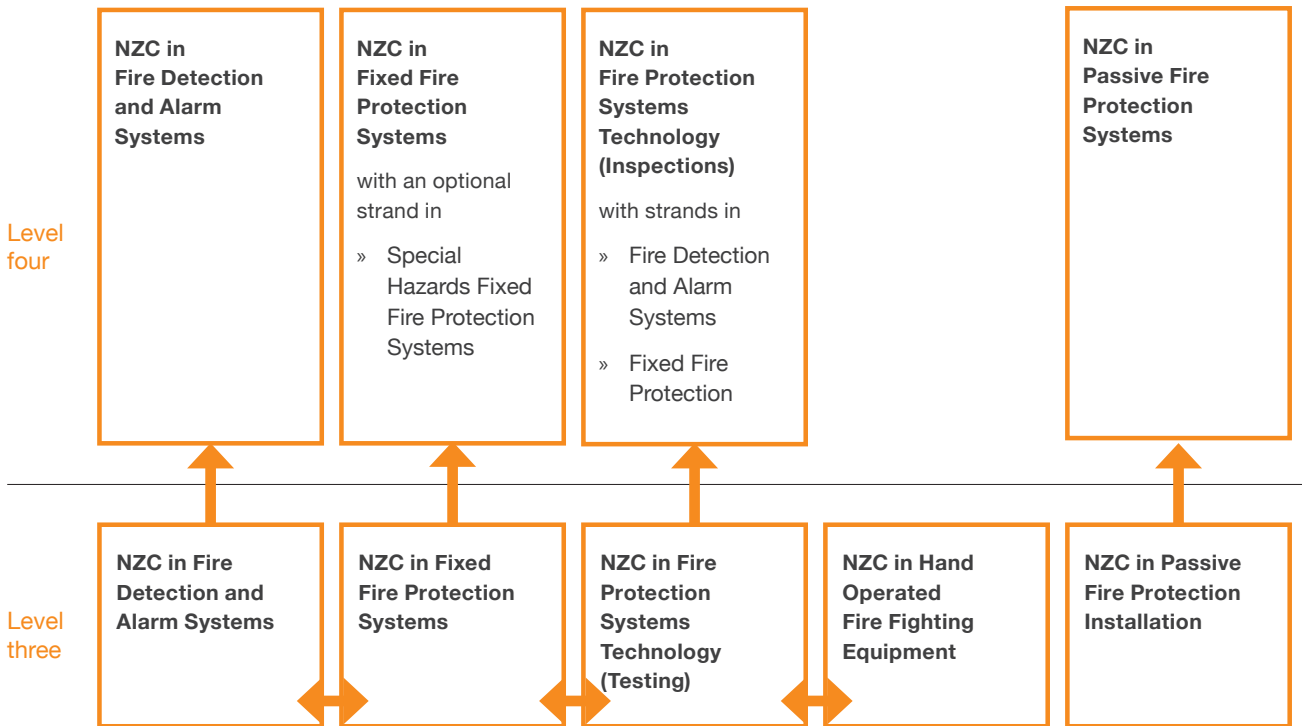 Level
four
NZC in
Fire Detection
and Alarm
Systems
NZC in
Fixed Fire
Protection
Systems
with an optional
strand in
» Special
Hazards Fixed
Fire Protection
Systems
NZC in
Fire Protection
Systems
Technology
(Inspections)
with strands in
» Fire Detection
and Alarm
Systems
» Fixed Fire
Protection
NZC in
Passive Fire
Protection
Systems
Level
three
NZC in Fire
Detection and
Alarm Systems
NZC in Fixed
Fire Protection
Systems
NZC in Fire
Protection
Systems
Technology
(Testing)
NZC in Hand
Operated
Fire Fighting
Equipment
NZC in Passive
Fire Protection
Installation